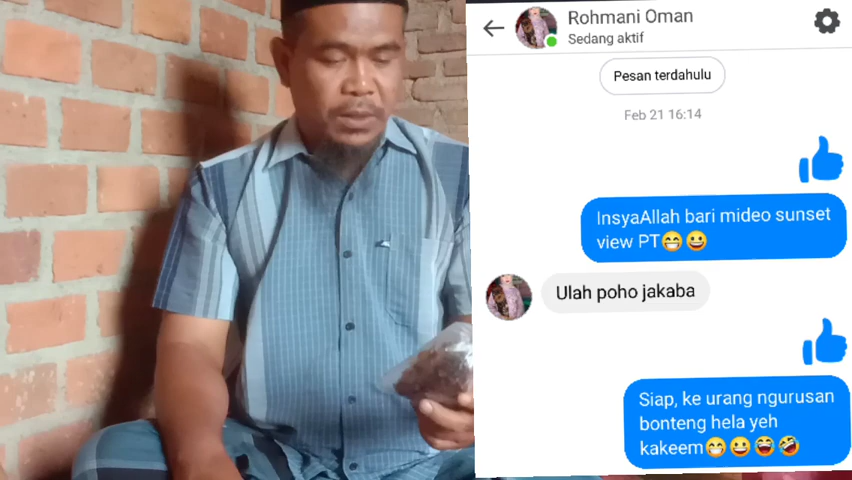 Rohmani Oman
Sedang aktif
Pesan terdahulu
Feb 21 16:14
InsyaAllah bari mideo sunset
view PT😁😀
Ulah poho jakaba
Siap, ke urang ngurusan
bonteng hela yeh
kakeem😁😀😂🤣